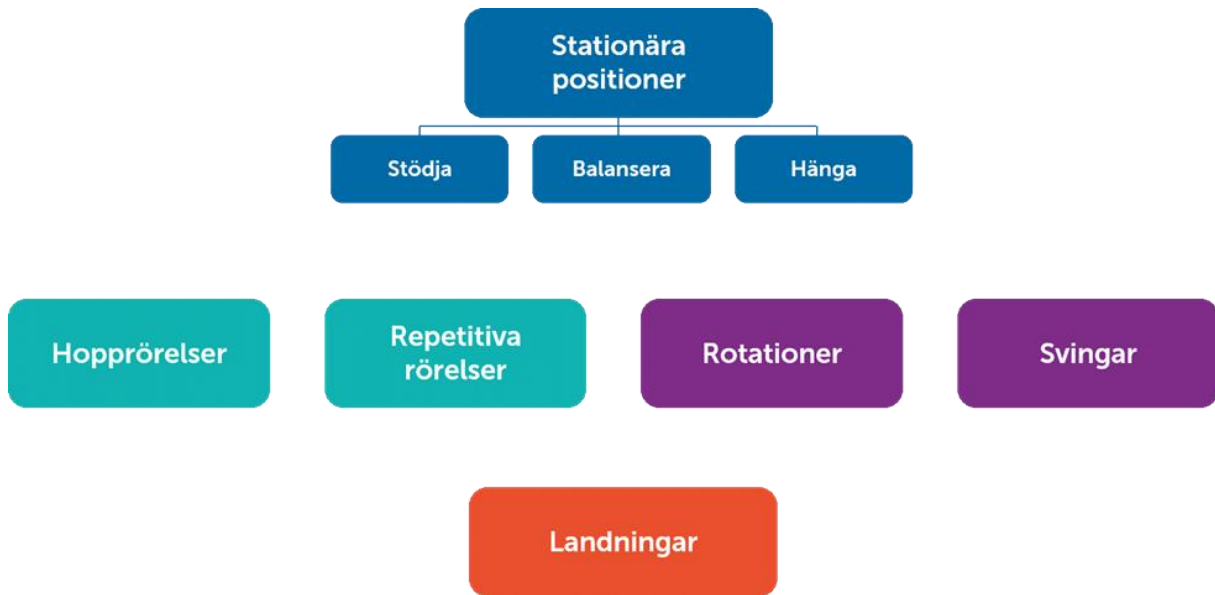 Stationära
positioner
Stödja
Balansera
Hänga
Hopprörelser
Repetitiva
rörelser
Rotationer
Svingar
Landningar